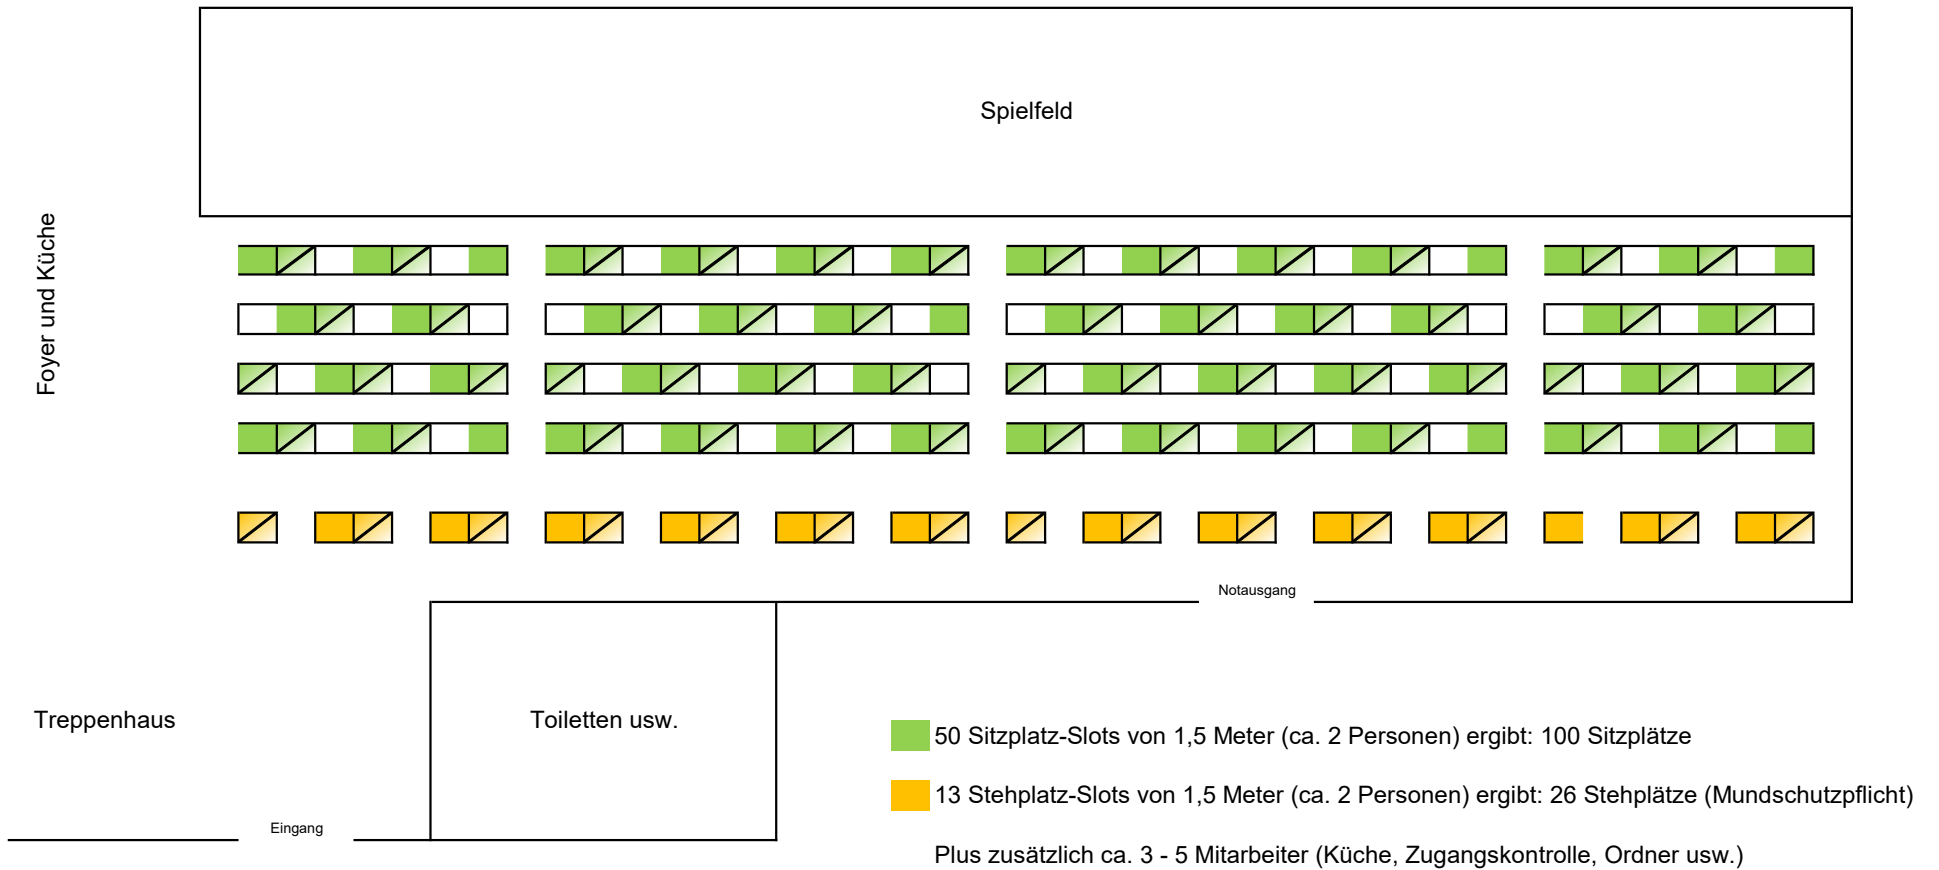 Spielfeld
Foyer und Küche
Notausgang
Treppenhaus
Toiletten usw.
50 Sitzplatz-Slots von 1,5 Meter (ca. 2 Personen) ergibt: 100 Sitzplätze
13 Stehplatz-Slots von 1,5 Meter (ca. 2 Personen) ergibt: 26 Stehplätze (Mundschutzpflicht)
Eingang
Plus zusätzlich ca. 3 - 5 Mitarbeiter (Küche, Zugangskontrolle, Ordner usw.)